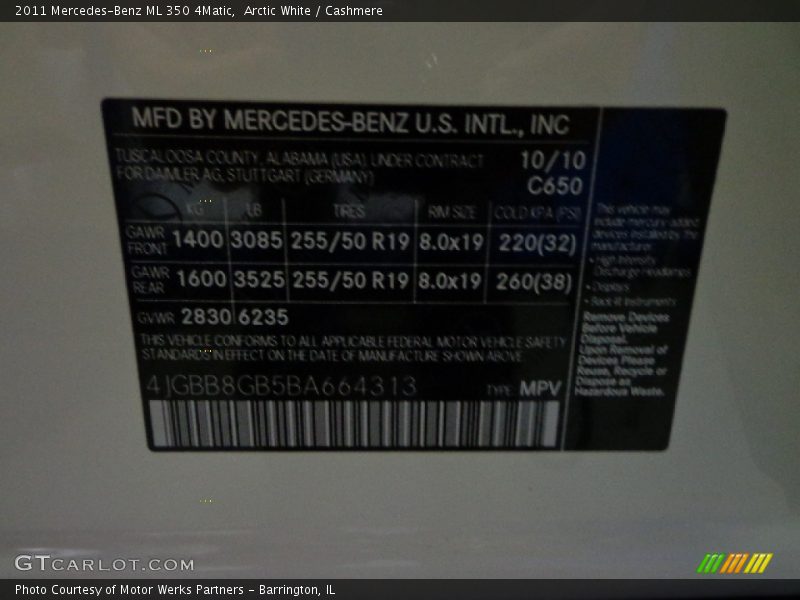 2011 Mercedes-Benz ML 350 4Matic,  Arctic White / Cashmere
MFD BY MERCEDES-BENZ U.S. INTL., INC
TUSCALOOSA COUNTY, ALABAMA (USA) UNDER CONTRACT
FOR DAIMLER AG, STUTTGART (GERMANY)
10/10
C650
KG LB TIRES RIM SIZE COLD KPA (PSI)
GAWR FRONT 1400 3085 255/50 R19 8.0x19 220(32)
GAWR REAR 1600 3525 255/50 R19 8.0x19 260(38)
GVWR 2830 6235
THIS VEHICLE CONFORMS TO ALL APPLICABLE FEDERAL MOTOR VEHICLE SAFETY
STANDARDS IN EFFECT ON THE DATE OF MANUFACTURE SHOWN ABOVE
4JGBB8GB5BA664313 TYPE MPV
This vehicle may
include mercury added
devices installed by the
manufacturer:
• High Intensity
Discharge Headlamps
• Displays
• Back-lit Instruments
Remove Devices
Before Vehicle
Disposal.
Upon Removal of
Devices Please
Reuse, Recycle or
Dispose as
Hazardous Waste.
GTCARLOT.COM
Photo Courtesy of Motor Werks Partners - Barrington, IL